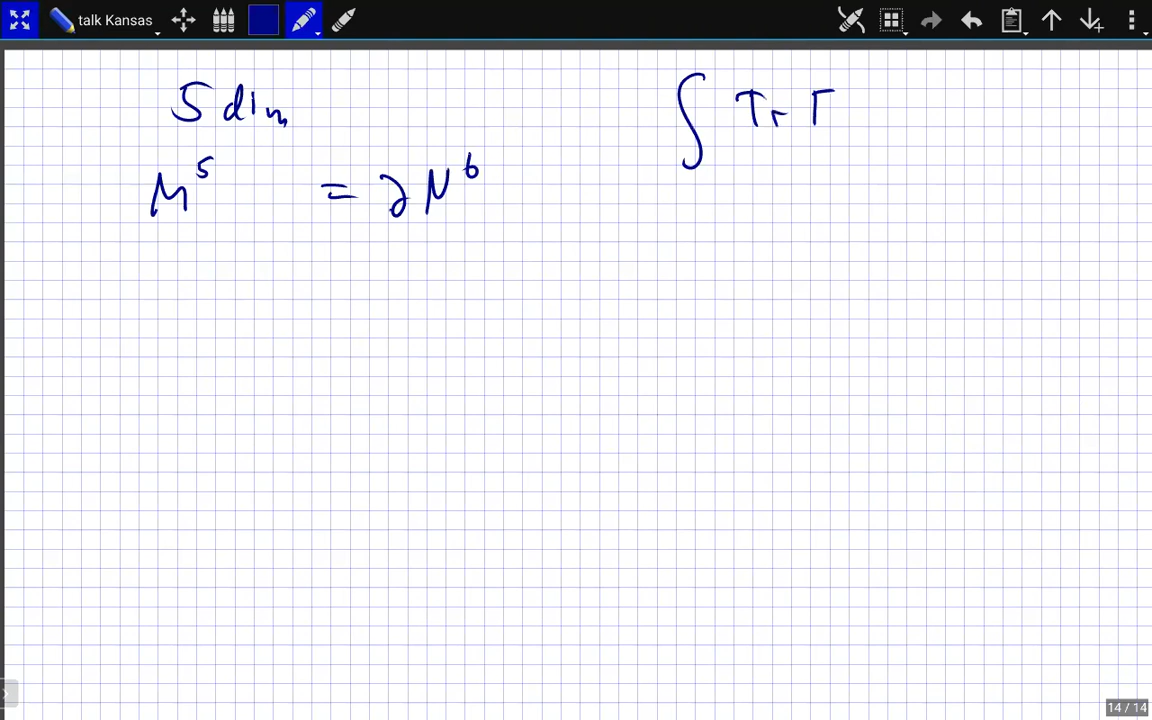 talk Kansas
5 dim
∫ Tr Γ
M⁵ = ∂N⁶
14 / 14